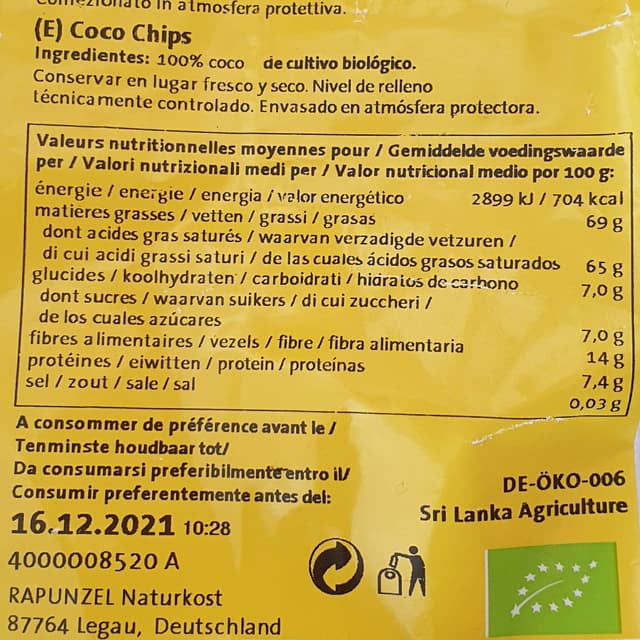 Confezionato in atmosfera protettiva.
(E) Coco Chips
Ingredientes: 100% coco de cultivo biológico.
Conservar en lugar fresco y seco. Nivel de relleno
técnicamente controlado. Envasado en atmósfera protectora.
Valeurs nutritionnelles moyennes pour / Gemiddelde voedingswaarde
per / Valori nutrizionali medi per / Valor nutricional medio por 100 g:
énergie / energie / energia / valor energético 2899 kJ / 704 kcal
matieres grasses / vetten / grassi / grasas 69 g
dont acides gras saturés / waarvan verzadigde vetzuren /
di cui acidi grassi saturi / de las cuales ácidos grasos saturados 65 g
glucides / koolhydraten / carboidrati / hidratos de carbono 7,0 g
dont sucres / waarvan suikers / di cui zuccheri /
de los cuales azúcares 7,0 g
fibres alimentaires / vezels / fibre / fibra alimentaria 14 g
protéines / eiwitten / protein / proteínas 7,4 g
sel / zout / sale / sal 0,03 g
A consommer de préférence avant le /
Tenminste houdbaar tot/
Da consumarsi preferibilmente entro il/
Consumir preferentemente antes del:
16.12.2021 10:28
4000008520 A
RAPUNZEL Naturkost
87764 Legau, Deutschland
DE-ÖKO-006
Sri Lanka Agriculture